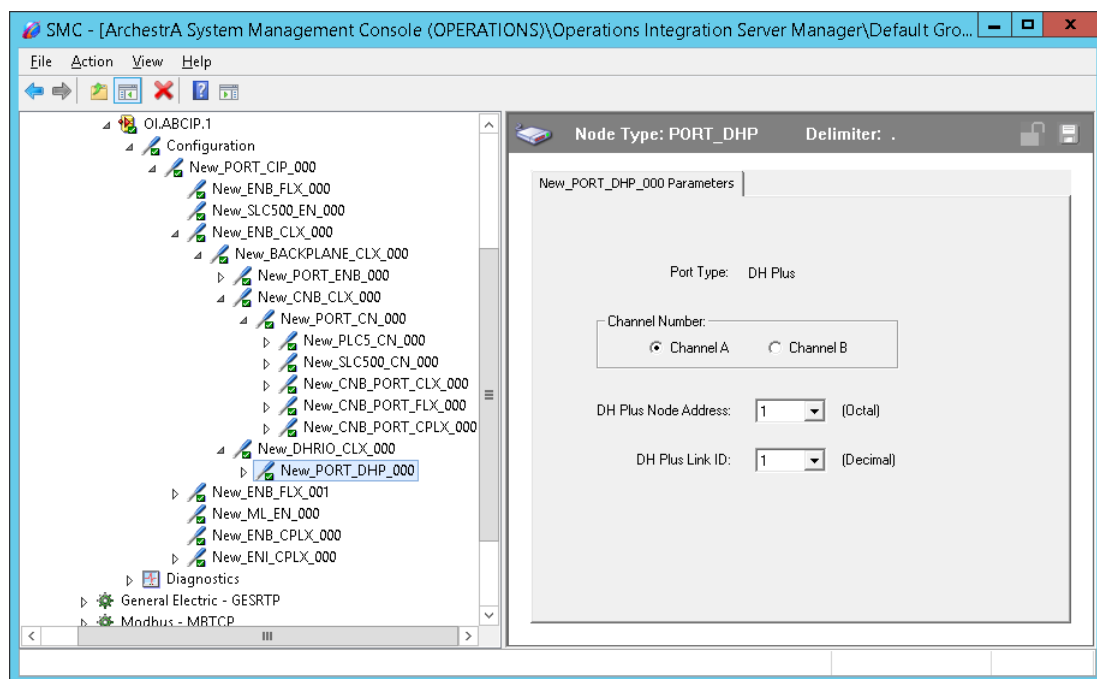 SMC - [ArchestrA System Management Console (OPERATIONS)\Operations Integration Server Manager\Default Gro...
File Action View Help
OI.ABCIP.1
Configuration
New_PORT_CIP_000
New_ENB_FLX_000
New_SLC500_EN_000
New_ENB_CLX_000
New_BACKPLANE_CLX_000
New_PORT_ENB_000
New_CNB_CLX_000
New_PORT_CN_000
New_PLC5_CN_000
New_SLC500_CN_000
New_CNB_PORT_CLX_000
New_CNB_PORT_FLX_000
New_CNB_PORT_CPLX_000
New_DHRIO_CLX_000
New_PORT_DHP_000
New_ENB_FLX_001
New_ML_EN_000
New_ENB_CPLX_000
New_ENI_CPLX_000
Diagnostics
General Electric - GESRTP
Modbus - MBTCP
Node Type: PORT_DHP Delimiter: .
New_PORT_DHP_000 Parameters
Port Type: DH Plus
Channel Number:
Channel A Channel B
DH Plus Node Address: 1 (Octal)
DH Plus Link ID: 1 (Decimal)